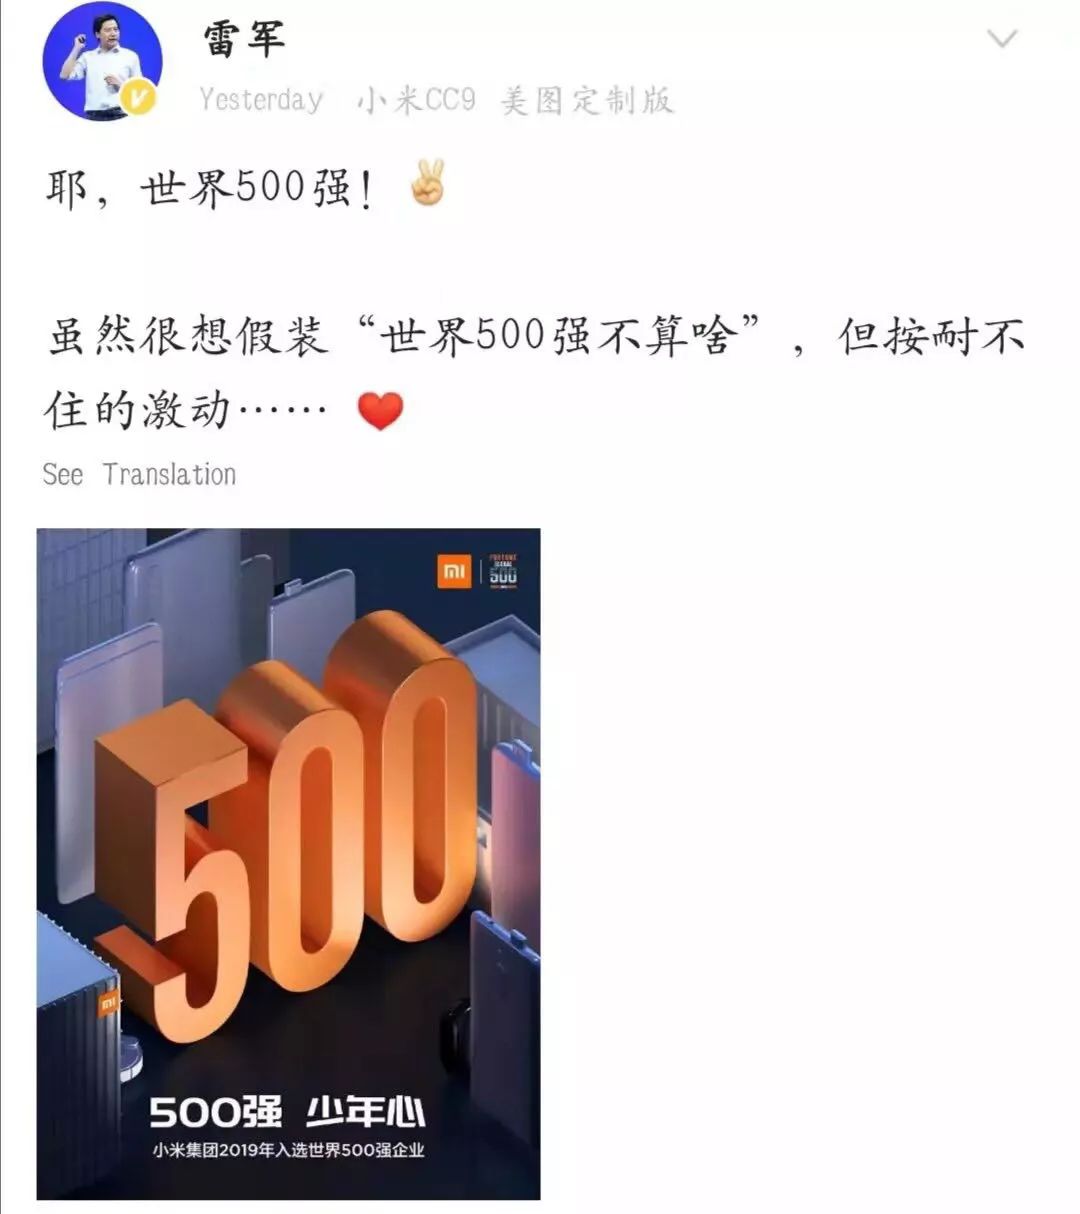 雷军
Yesterday 小米CC9 美图定制版
耶，世界500强！✌🏼
虽然很想假装“世界500强不算啥”，但按耐不
住的激动…… ❤️
See Translation
mi | FORTUNE
GLOBAL
500
mi
500
500强 少年心
小米集团2019年入选世界500强企业